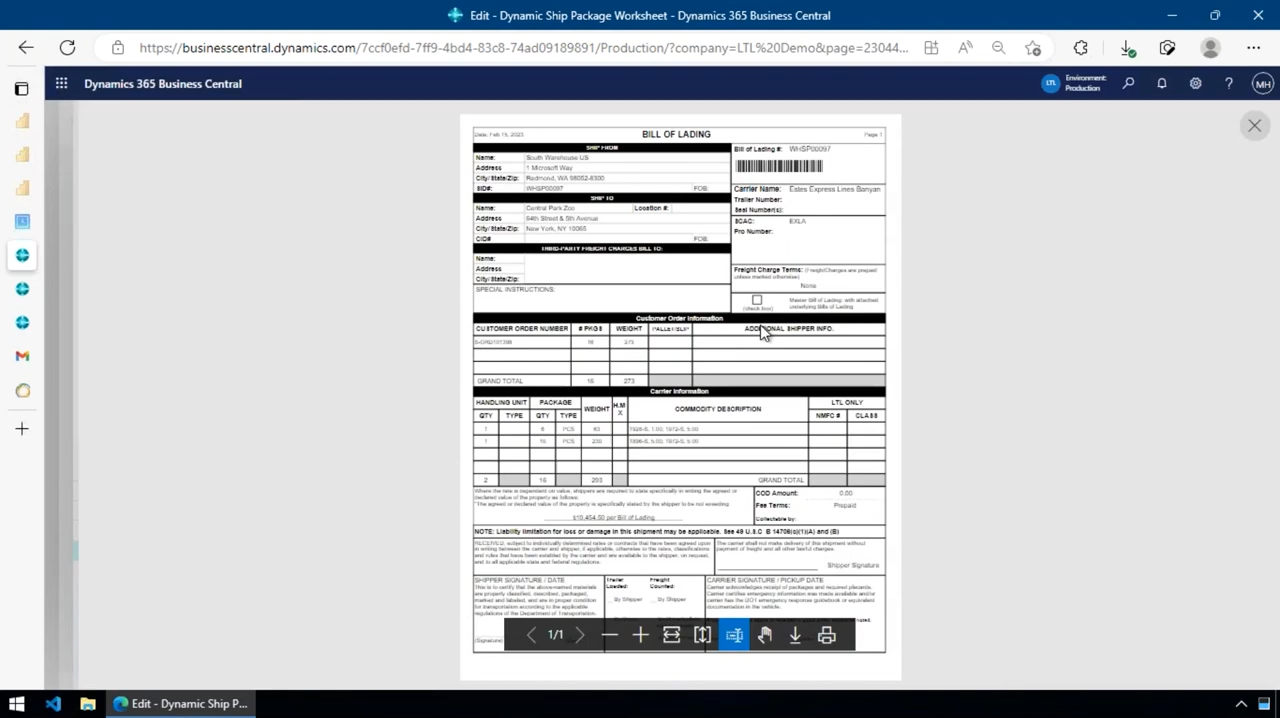 Edit - Dynamic Ship Package Worksheet - Dynamics 365 Business Central
https://businesscentral.dynamics.com/7ccf0efd-7ff9-4bd4-83c8-74ad09189891/Production/?company=LTL%20Demo&page=23044...
Dynamics 365 Business Central
LTL
Environment:
Production
MH
Date: Feb 15, 2023
BILL OF LADING
Page 1
SHIP FROM
Bill of Lading #: WHSP00097
Name: South Warehouse US
Address 1 Microsoft Way
City/State/Zip: Redmond, WA 98052-8300
SID#: WHSP00097 FOB:
Carrier Name: Estes Express Lines Banyan
Trailer Number:
Seal Number(s):
SHIP TO
Name: Central Park Zoo Location #:
Address 64th Street & 5th Avenue
City/State/Zip: New York, NY 10065
CID# FOB:
SCAC: EXLA
Pro Number:
THIRD-PARTY FREIGHT CHARGES BILL TO:
Name:
Address
City/State/Zip:
SPECIAL INSTRUCTIONS:
Freight Charge Terms: (FreightCharges are prepaid
unless marked otherwise)
None
(check box)
Master Bill of Lading: with attached
underlying Bills of Lading
Customer Order Information
CUSTOMER ORDER NUMBER # PKGS WEIGHT PALLET/SLIP ADDITIONAL SHIPPER INFO.
16 273
GRAND TOTAL 16 273
Carrier Information
HANDLING UNIT PACKAGE WEIGHT H.M. X COMMODITY DESCRIPTION LTL ONLY
QTY TYPE QTY TYPE NMFC # CLASS
1 6 PCS 63 1928-S, 1.00, 1972-S, 5.00
1 10 PCS 230 1896-S, 5.00, 1972-S, 5.00
2 16 293 GRAND TOTAL
Where the rate is dependent on value, shippers are required to state specifically in writing the agreed or
declared value of the property as follows:
"The agreed or declared value of the property is specifically stated by the shipper to be not exceeding
$10,454.50 per Bill of Lading
COD Amount: 0.00
Fee Terms: Prepaid
Collectable by:
NOTE: Liability limitation for loss or damage in this shipment may be applicable. See 49 U.S.C B 14706(c)(1)(A) and (B)
RECEIVED, subject to individually determined rates or contracts that have been agreed upon
in writing between the carrier and shipper, if applicable, otherwise to the rates, classifications
and rules that have been established by the carrier and are available to the shipper, on request,
and to all applicable state and federal regulations.
The carrier shall not make delivery of this shipment without
payment of freight and all other lawful charges.
Shipper Signature
SHIPPER SIGNATURE / DATE
This is to certify that the above-named materials
are properly classified, described, packaged,
marked and labeled, and are in proper condition
for transportation according to the applicable
regulations of the Department of Transportation.
(Signature)
Trailer Loaded: Freight Counted:
By Shipper By Shipper
CARRIER SIGNATURE / PICKUP DATE
Carrier acknowledges receipt of packages and required placards.
Carrier certifies emergency information was made available and/or
carrier has the DOT emergency response guidebook or equivalent
documentation in the vehicle.
noted.
1/1
Edit - Dynamic Ship P...